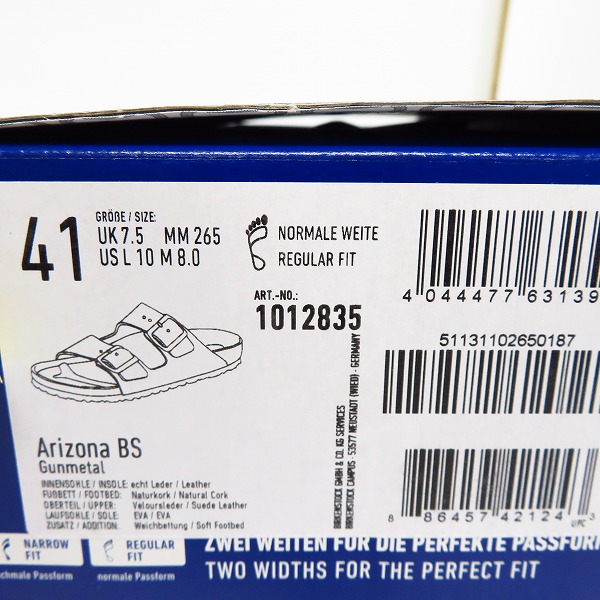 41
GRÖßE / SIZE:
UK 7.5 MM 265
US L 10 M 8.0
NORMALE WEITE
REGULAR FIT
ART.-NO.:
1012835
4 044477 63139
51131102650187
Arizona BS
Gunmetal
INNENSOHLE / INSOLE: echt Leder / Leather
FUßBETT / FOOTBED: Naturkork / Natural Cork
OBERTEIL / UPPER: Veloursleder / Suede Leather
LAUFSOHLE / SOLE: EVA / EVA
ZUSATZ / ADDITION: Weichbettung / Soft Footbed
BIRKENSTOCK GMBH & CO. KG SERVICES
BIRKENSTOCK CAMPUS · 53577 NEUSTADT (WIED) · GERMANY
8 86457 42124 3
UPC
NARROW
FIT
schmale Passform
REGULAR
FIT
normale Passform
ZWEI WEITEN FÜR DIE PERFEKTE PASSFORM
TWO WIDTHS FOR THE PERFECT FIT